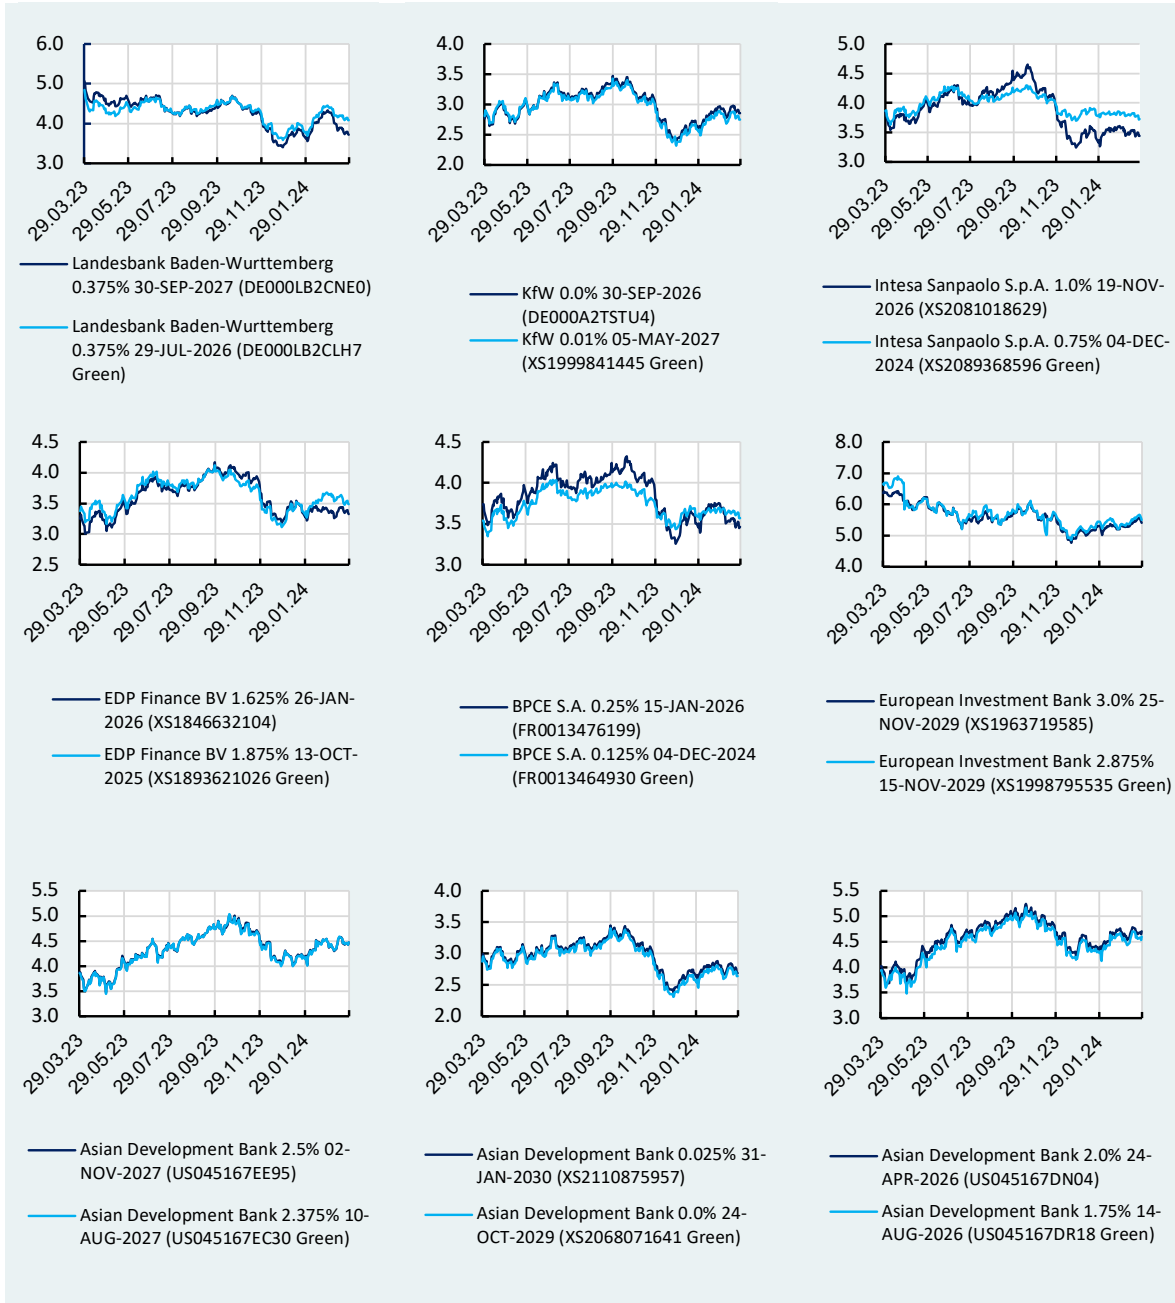 6.0
5.0
4.0
3.0
29.03.23
29.05.23
29.07.23
29.09.23
29.11.23
29.01.24
Landesbank Baden-Wurttemberg
0.375% 30-SEP-2027 (DE000LB2CNE0)
Landesbank Baden-Wurttemberg
0.375% 29-JUL-2026 (DE000LB2CLH7
Green)
4.0
3.5
3.0
2.5
2.0
29.03.23
29.05.23
29.07.23
29.09.23
29.11.23
29.01.24
KfW 0.0% 30-SEP-2026
(DE000A2TSTU4)
KfW 0.01% 05-MAY-2027
(XS1999841445 Green)
5.0
4.5
4.0
3.5
3.0
29.03.23
29.05.23
29.07.23
29.09.23
29.11.23
29.01.24
Intesa Sanpaolo S.p.A. 1.0% 19-NOV-
2026 (XS2081018629)
Intesa Sanpaolo S.p.A. 0.75% 04-DEC-
2024 (XS2089368596 Green)
4.5
4.0
3.5
3.0
2.5
29.03.23
29.05.23
29.07.23
29.09.23
29.11.23
29.01.24
EDP Finance BV 1.625% 26-JAN-
2026 (XS1846632104)
EDP Finance BV 1.875% 13-OCT-
2025 (XS1893621026 Green)
4.5
4.0
3.5
3.0
29.03.23
29.05.23
29.07.23
29.09.23
29.11.23
29.01.24
BPCE S.A. 0.25% 15-JAN-2026
(FR0013476199)
BPCE S.A. 0.125% 04-DEC-2024
(FR0013464930 Green)
8.0
7.0
6.0
5.0
4.0
29.03.23
29.05.23
29.07.23
29.09.23
29.11.23
29.01.24
European Investment Bank 3.0% 25-
NOV-2029 (XS1963719585)
European Investment Bank 2.875%
15-NOV-2029 (XS1998795535 Green)
5.5
5.0
4.5
4.0
3.5
3.0
29.03.23
29.05.23
29.07.23
29.09.23
29.11.23
29.01.24
Asian Development Bank 2.5% 02-
NOV-2027 (US045167EE95)
Asian Development Bank 2.375% 10-
AUG-2027 (US045167EC30 Green)
4.0
3.5
3.0
2.5
2.0
29.03.23
29.05.23
29.07.23
29.09.23
29.11.23
29.01.24
Asian Development Bank 0.025% 31-
JAN-2030 (XS2110875957)
Asian Development Bank 0.0% 24-
OCT-2029 (XS2068071641 Green)
5.5
5.0
4.5
4.0
3.5
3.0
29.03.23
29.05.23
29.07.23
29.09.23
29.11.23
29.01.24
Asian Development Bank 2.0% 24-
APR-2026 (US045167DN04)
Asian Development Bank 1.75% 14-
AUG-2026 (US045167DR18 Green)